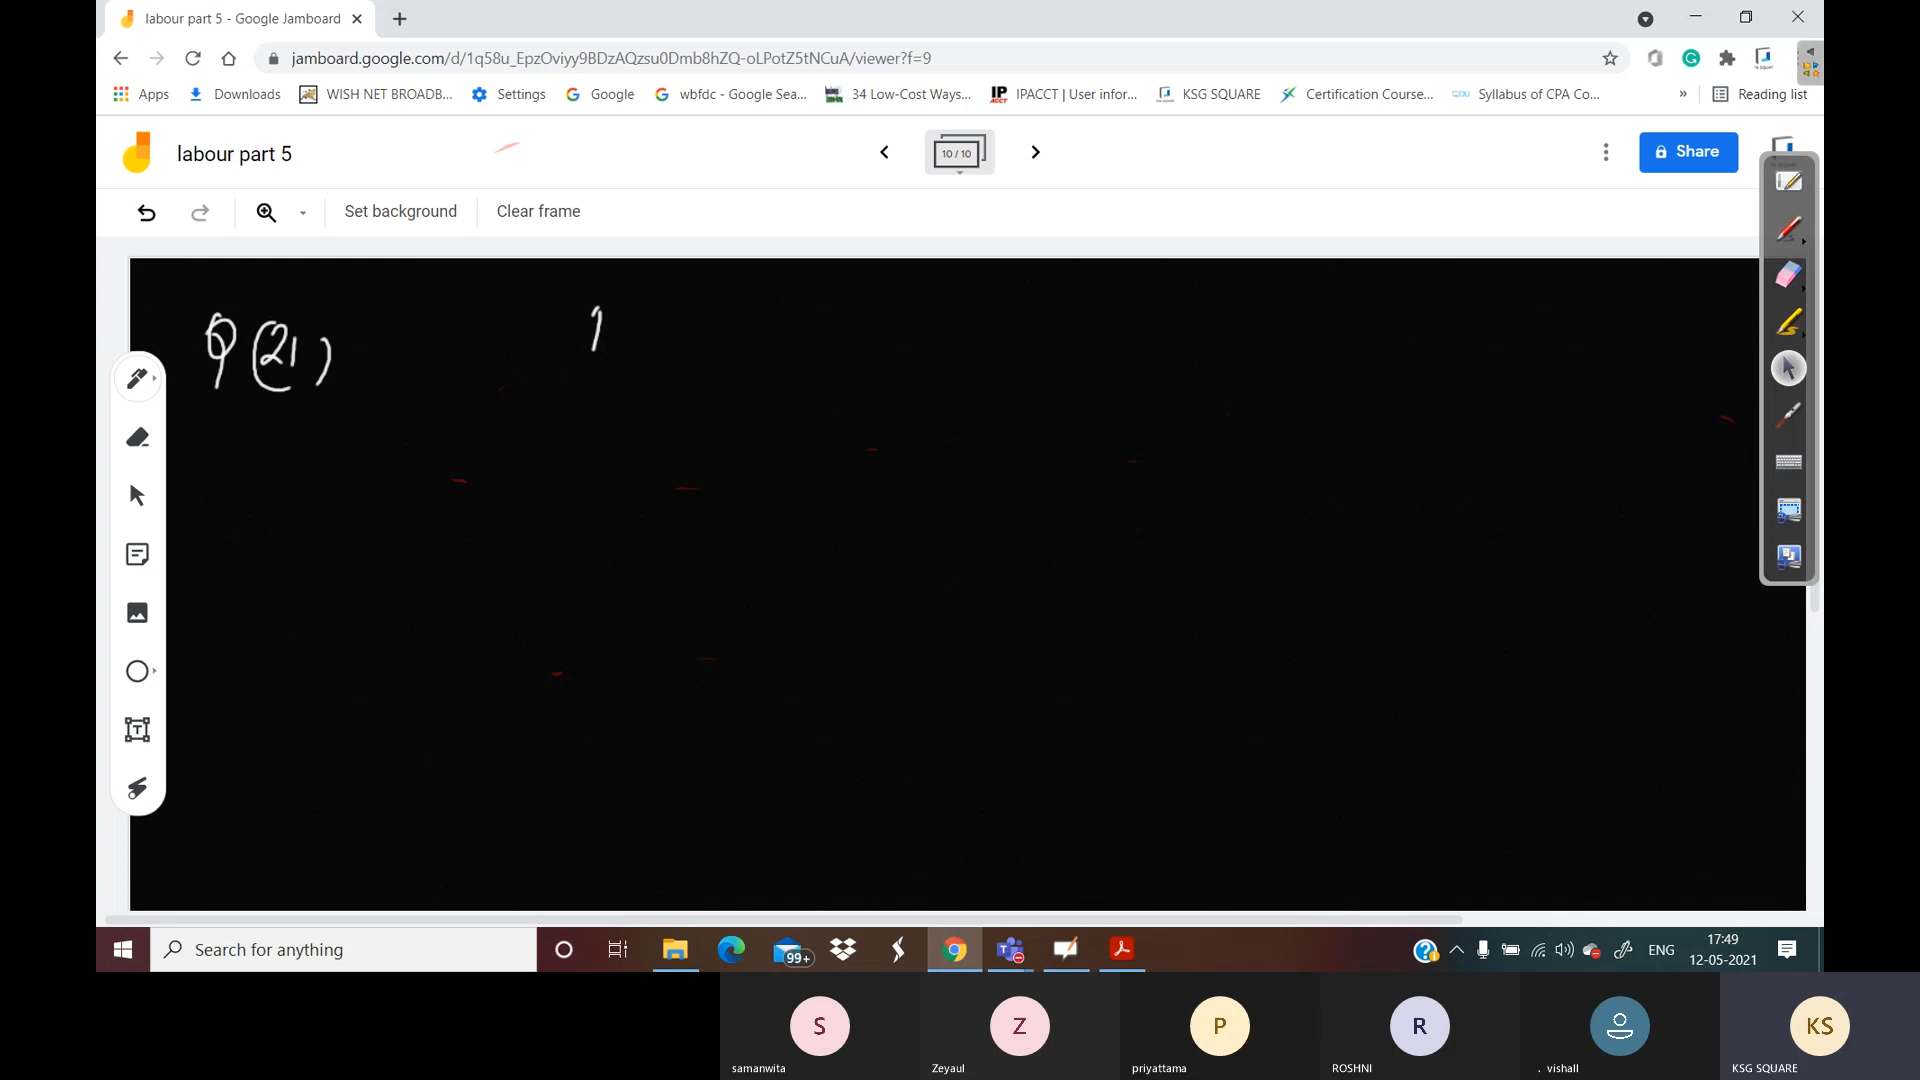 labour part 5 - Google Jamboard
jamboard.google.com/d/1q58u_EpzOviyy9BDzAQzsu0Dmb8hZQ-oLPotZ5tNCuA/viewer?f=9
Apps Downloads WISH NET BROADB... Settings Google wbfdc - Google Sea... 34 Low-Cost Ways... IP ACCT IPACCT | User infor... KSG SQUARE Certification Course... Syllabus of CPA Co... » Reading list
labour part 5 10 / 10 Share
Set background Clear frame
Q (21) 1
Search for anything 99+ ENG 17:49
12-05-2021
S Z P R KS
samanwita Zeyaul priyattama ROSHNI . vishall KSG SQUARE